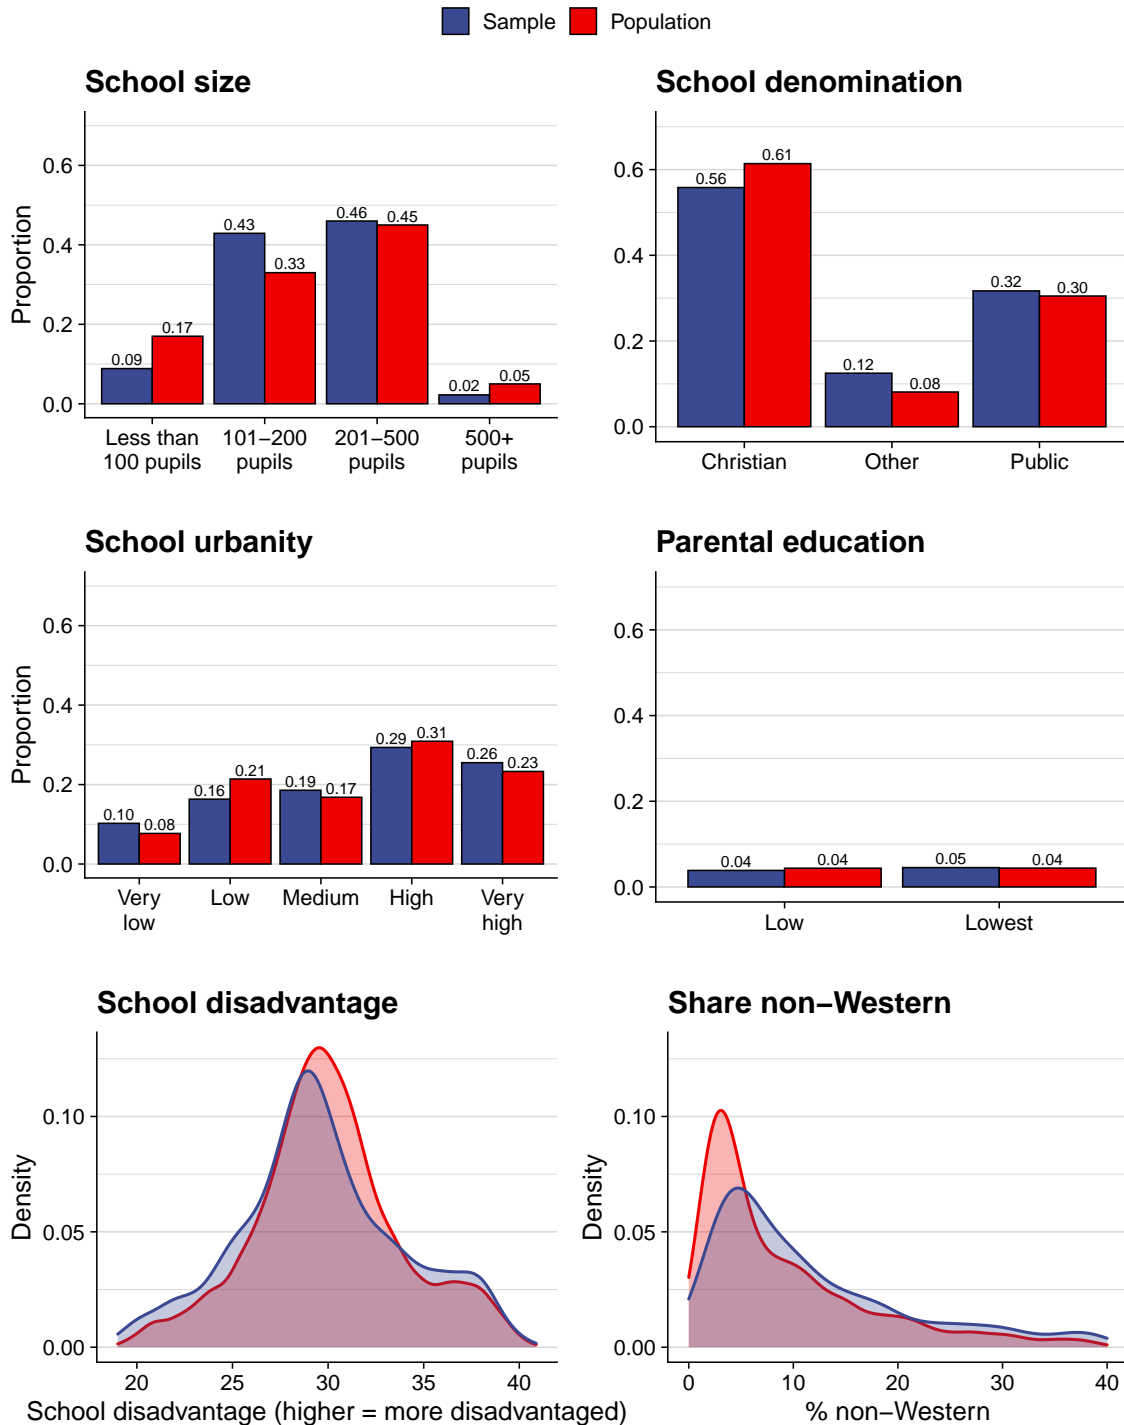 Sample Population
School size
Proportion
0.6
0.4
0.2
0.0
0.09
0.17
0.43
0.33
0.46
0.45
0.02
0.05
Less than 101−200 201−500 500+
100 pupils pupils pupils pupils
School denomination
0.6
0.4
0.2
0.0
0.56
0.61
0.12
0.08
0.32
0.30
Christian Other Public
School urbanity
Proportion
0.6
0.4
0.2
0.0
0.10
0.08
0.16
0.21
0.19
0.17
0.29
0.31
0.26
0.23
Very Low Medium High Very
low high
Parental education
0.6
0.4
0.2
0.0
0.04
0.04
0.05
0.04
Low Lowest
School disadvantage
Density
0.10
0.05
0.00
20 25 30 35 40
School disadvantage (higher = more disadvantaged)
Share non−Western
Density
0.10
0.05
0.00
0 10 20 30 40
% non−Western